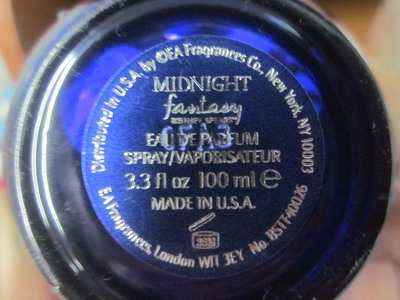 Distributed in U.S.A. by ©EA Fragrances Co., New York, NY 10003
MIDNIGHT
fantasy
BRITNEY SPEARS
EAU DE PARFUM
SPRAY/VAPORISATEUR
3.3 fl oz 100 ml ℮
MADE IN U.S.A.
EA Fragrances, London W1T 3EY No. BSTF40026